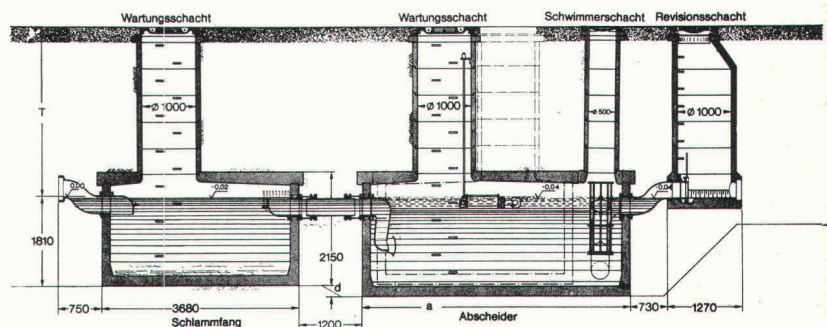 Wartungsschacht Wartungsschacht Schwimmerschacht Revisionsschacht
T Ø 1000 Ø 1000 ø 500 Ø 1000
0,00 -0,02 -0,04 -0,04
1810 2150
d
750 3680 a 730 1270
Schlammfang 1200 Abscheider